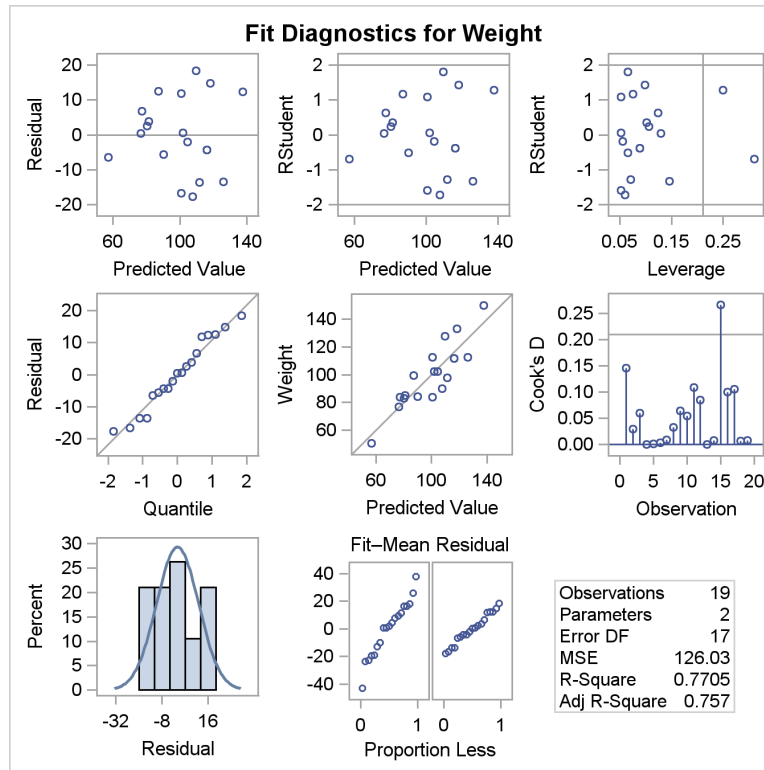 Fit Diagnostics for Weight
Residual
20
10
0
-10
-20
60 100 140
Predicted Value
RStudent
2
1
0
-1
-2
60 80 100 120 140
Predicted Value
RStudent
2
1
0
-1
-2
0.05 0.15 0.25
Leverage
Residual
20
10
0
-10
-20
-2 -1 0 1 2
Quantile
Weight
140
120
100
80
60
60 100 140
Predicted Value
Cook's D
0.25
0.20
0.15
0.10
0.05
0.00
0 5 10 15 20
Observation
Percent
30
25
20
15
10
5
0
-32 -8 16
Residual
Fit–Mean Residual
40
20
0
-20
-40
0 1 0 1
Proportion Less
Observations 19
Parameters 2
Error DF 17
MSE 126.03
R-Square 0.7705
Adj R-Square 0.757